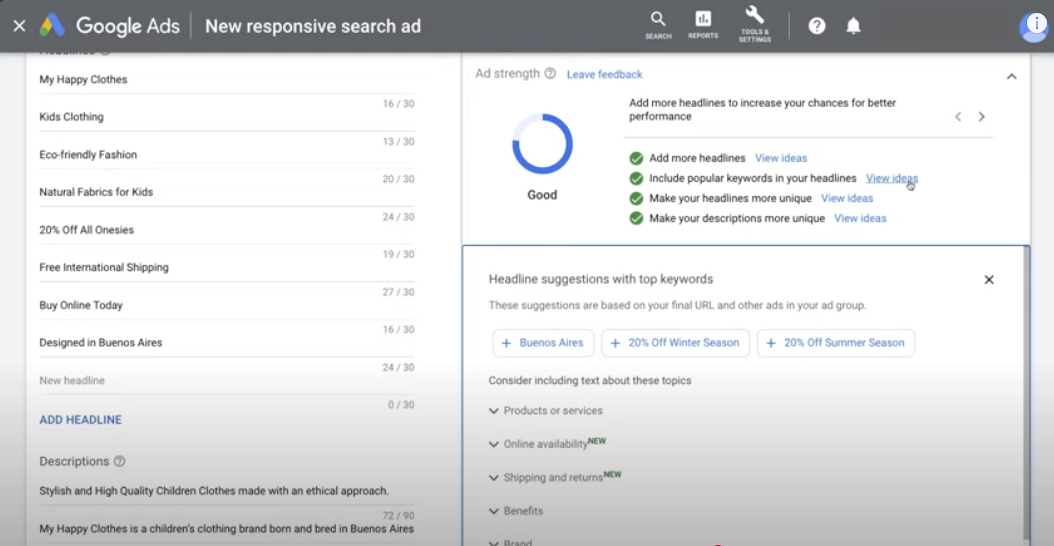 Google Ads
New responsive search ad
SEARCH
REPORTS
TOOLS &
SETTINGS
Headlines
My Happy Clothes
16 / 30
Kids Clothing
13 / 30
Eco-friendly Fashion
20 / 30
Natural Fabrics for Kids
24 / 30
20% Off All Onesies
19 / 30
Free International Shipping
27 / 30
Buy Online Today
16 / 30
Designed in Buenos Aires
24 / 30
New headline
0 / 30
ADD HEADLINE
Descriptions
Stylish and High Quality Children Clothes made with an ethical approach.
72 / 90
My Happy Clothes is a children's clothing brand born and bred in Buenos Aires
Ad strength
Leave feedback
Good
Add more headlines to increase your chances for better
performance
Add more headlines View ideas
Include popular keywords in your headlines View ideas
Make your headlines more unique View ideas
Make your descriptions more unique View ideas
Headline suggestions with top keywords
These suggestions are based on your final URL and other ads in your ad group.
+ Buenos Aires
+ 20% Off Winter Season
+ 20% Off Summer Season
Consider including text about these topics
Products or services
Online availability NEW
Shipping and returns NEW
Benefits
Brand